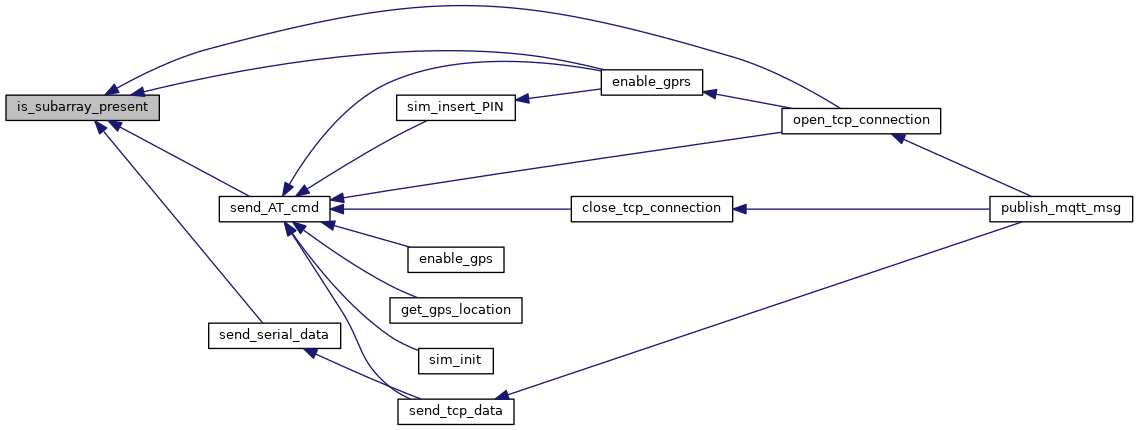 is_subarray_present
enable_gprs
sim_insert_PIN
open_tcp_connection
send_AT_cmd
close_tcp_connection
publish_mqtt_msg
enable_gps
get_gps_location
send_serial_data
sim_init
send_tcp_data